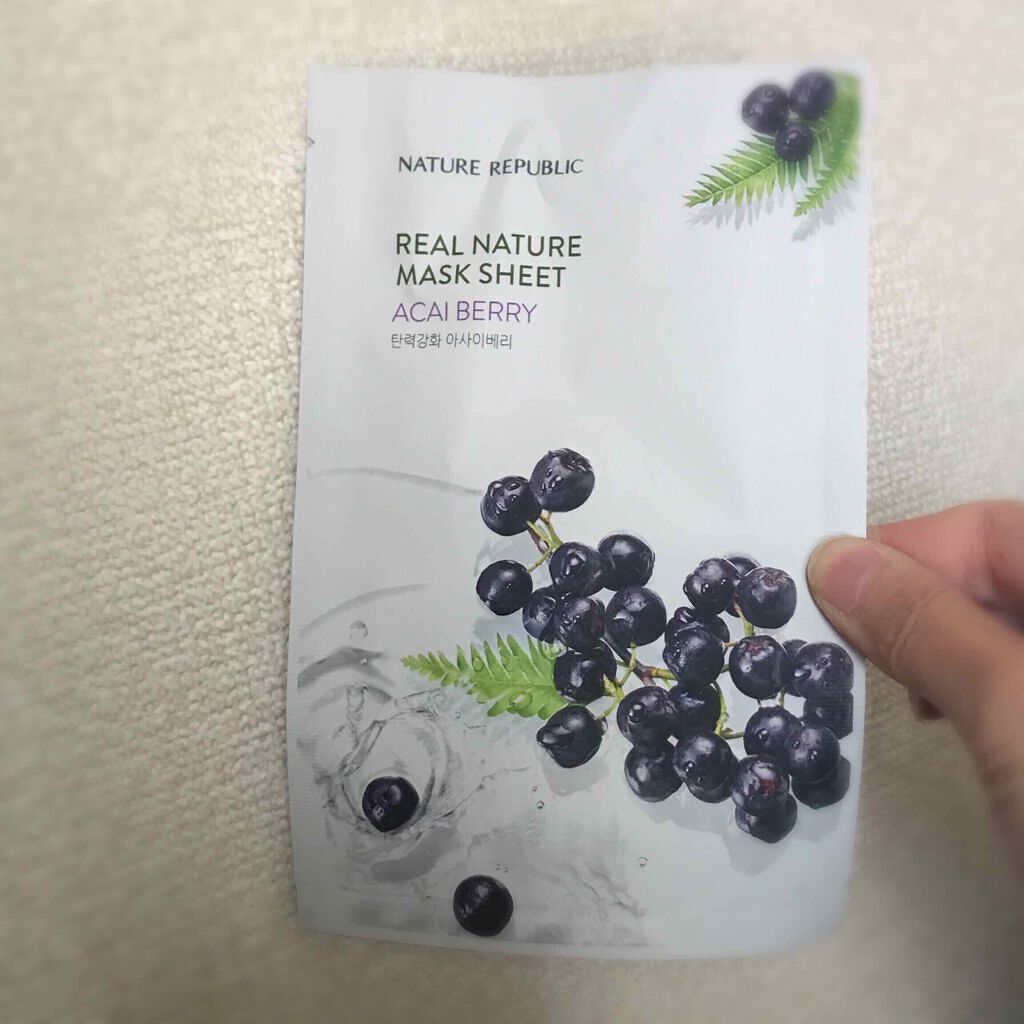 NATURE REPUBLIC
REAL NATURE
MASK SHEET
ACAI BERRY
탄력강화 아사이베리